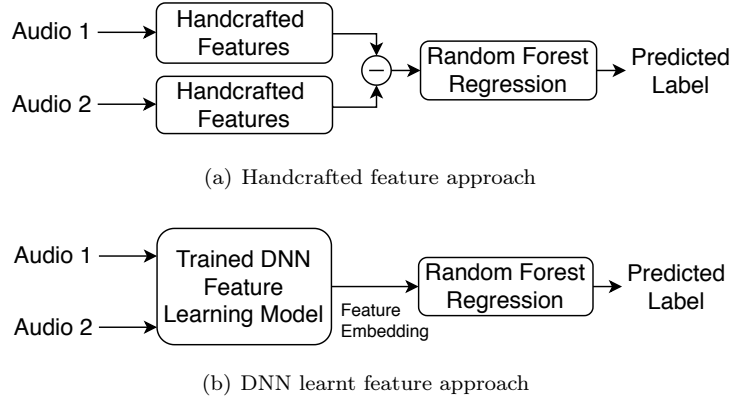 Audio 1
Handcrafted
Features
Audio 2
Handcrafted
Features
−
Random Forest
Regression
Predicted
Label
(a) Handcrafted feature approach
Audio 1
Audio 2
Trained DNN
Feature
Learning Model
Feature
Embedding
Random Forest
Regression
Predicted
Label
(b) DNN learnt feature approach